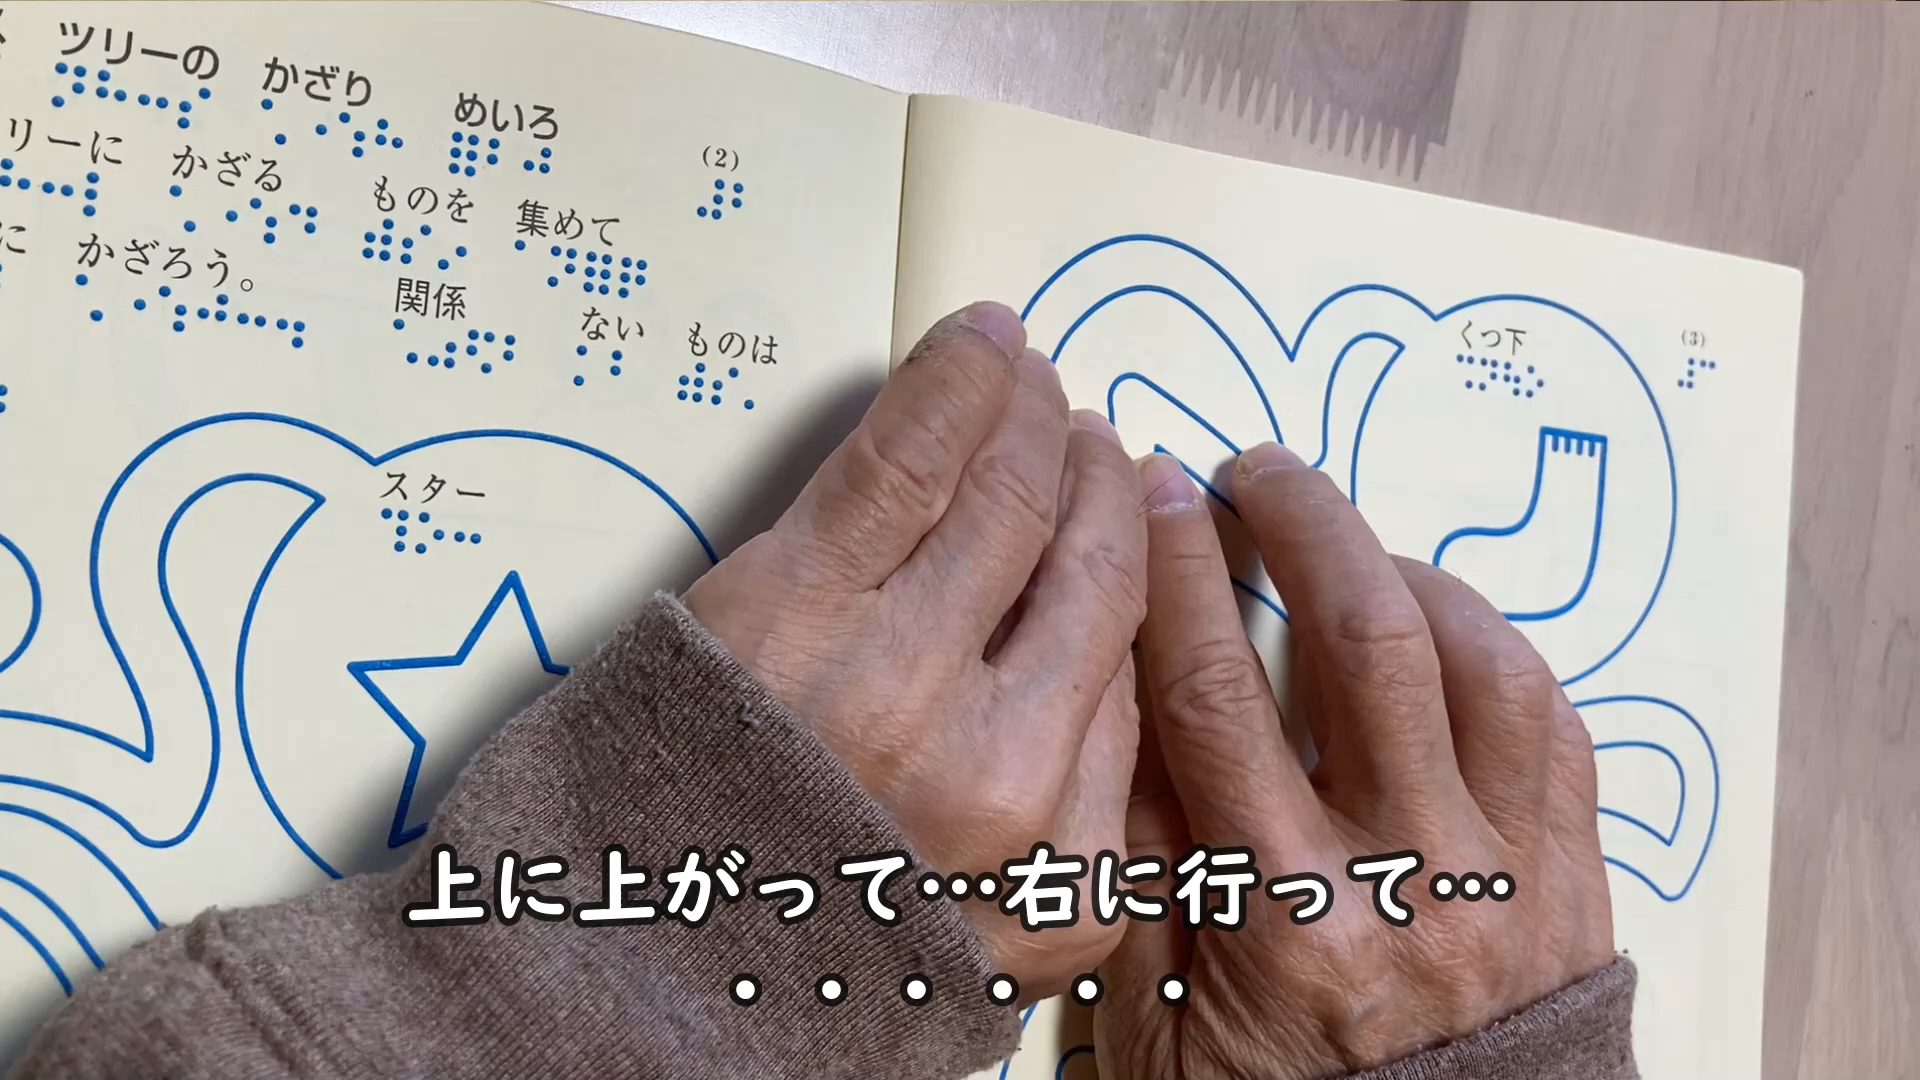 ツリーの かざり めいろ
(2)
リーに かざる ものを 集めて
に かざろう。 関係 ない ものは
スター
くつ下
(3)
上に上がって…右に行って…
・・・・・・